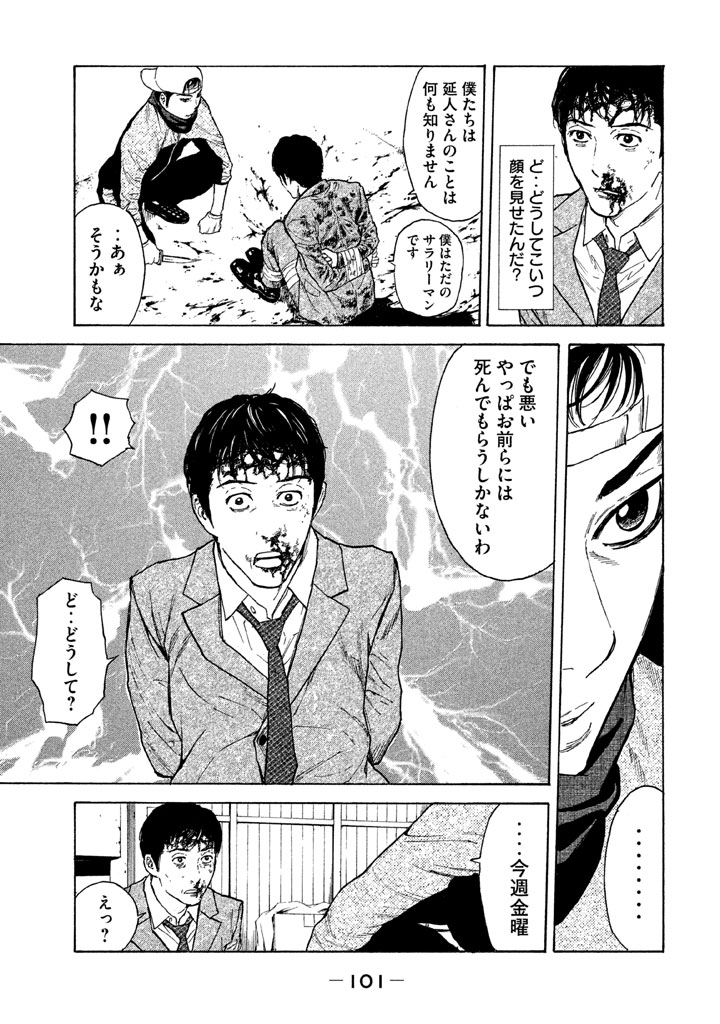 ど‥どうしてこいつ
顔を見せたんだ?
僕たちは
延人さんのことは
何も知りません
僕はただの
サラリーマン
です
‥あぁ
そうかもな
‥‥‥‥
でも悪い
やっぱお前らには
死んでもらうしかないわ
!!
ど‥どうして?
‥‥今週金曜
えっ?
—101—